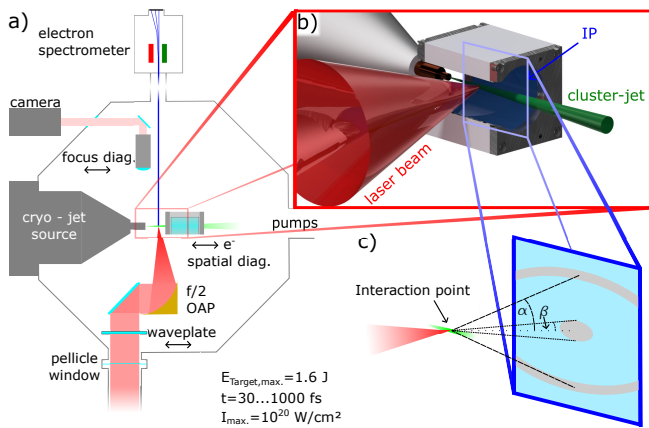 a)
electron
spectrometer
camera
focus diag.
cryo - jet
source
pumps
e-
spatial diag.
f/2
OAP
waveplate
pellicle
window
E_Target,max.=1.6 J
t=30...1000 fs
I_max.=10²⁰ W/cm²
b)
IP
cluster-jet
laser beam
c)
Interaction point
α
β